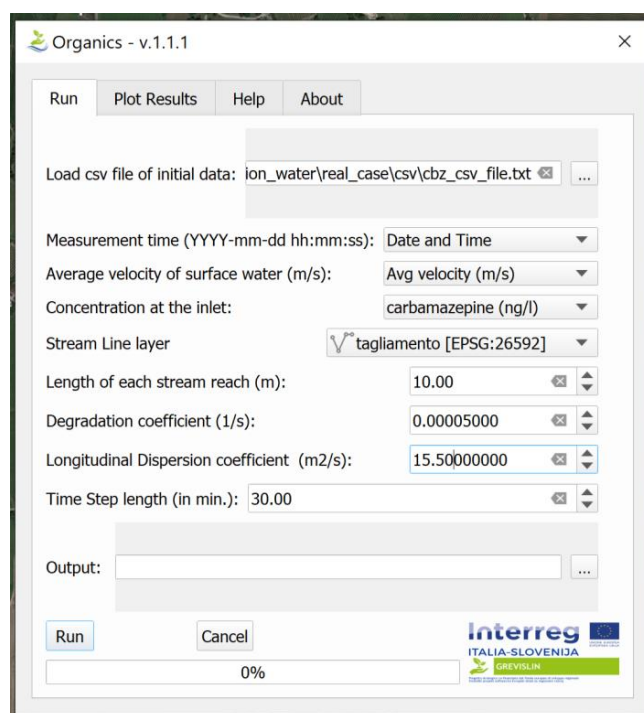 Organics - v.1.1.1
Run Plot Results Help About
Load csv file of initial data: ion_water\real_case\csv\cbz_csv_file.txt ...
Measurement time (YYYY-mm-dd hh:mm:ss): Date and Time
Average velocity of surface water (m/s): Avg velocity (m/s)
Concentration at the inlet: carbamazepine (ng/l)
Stream Line layer tagliamento [EPSG:26592]
Length of each stream reach (m): 10.00
Degradation coefficient (1/s): 0.00005000
Longitudinal Dispersion coefficient (m2/s): 15.50000000
Time Step length (in min.): 30.00
Output: ...
Run Cancel
0%
Interreg
ITALIA-SLOVENIJA
GREVISLIN